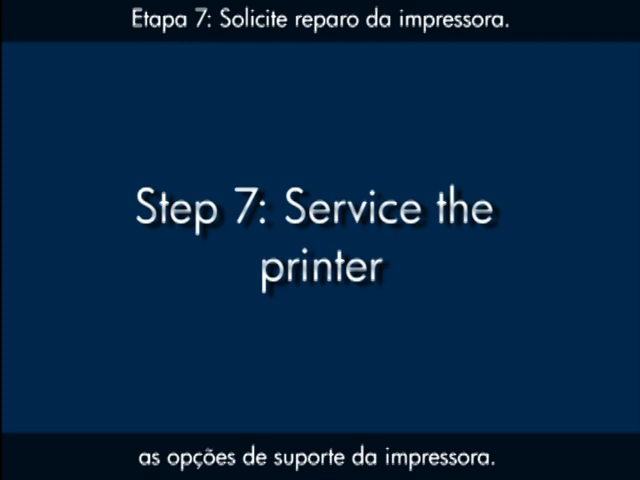 Etapa 7: Solicite reparo da impressora.
Step 7: Service the
printer
as opções de suporte da impressora.